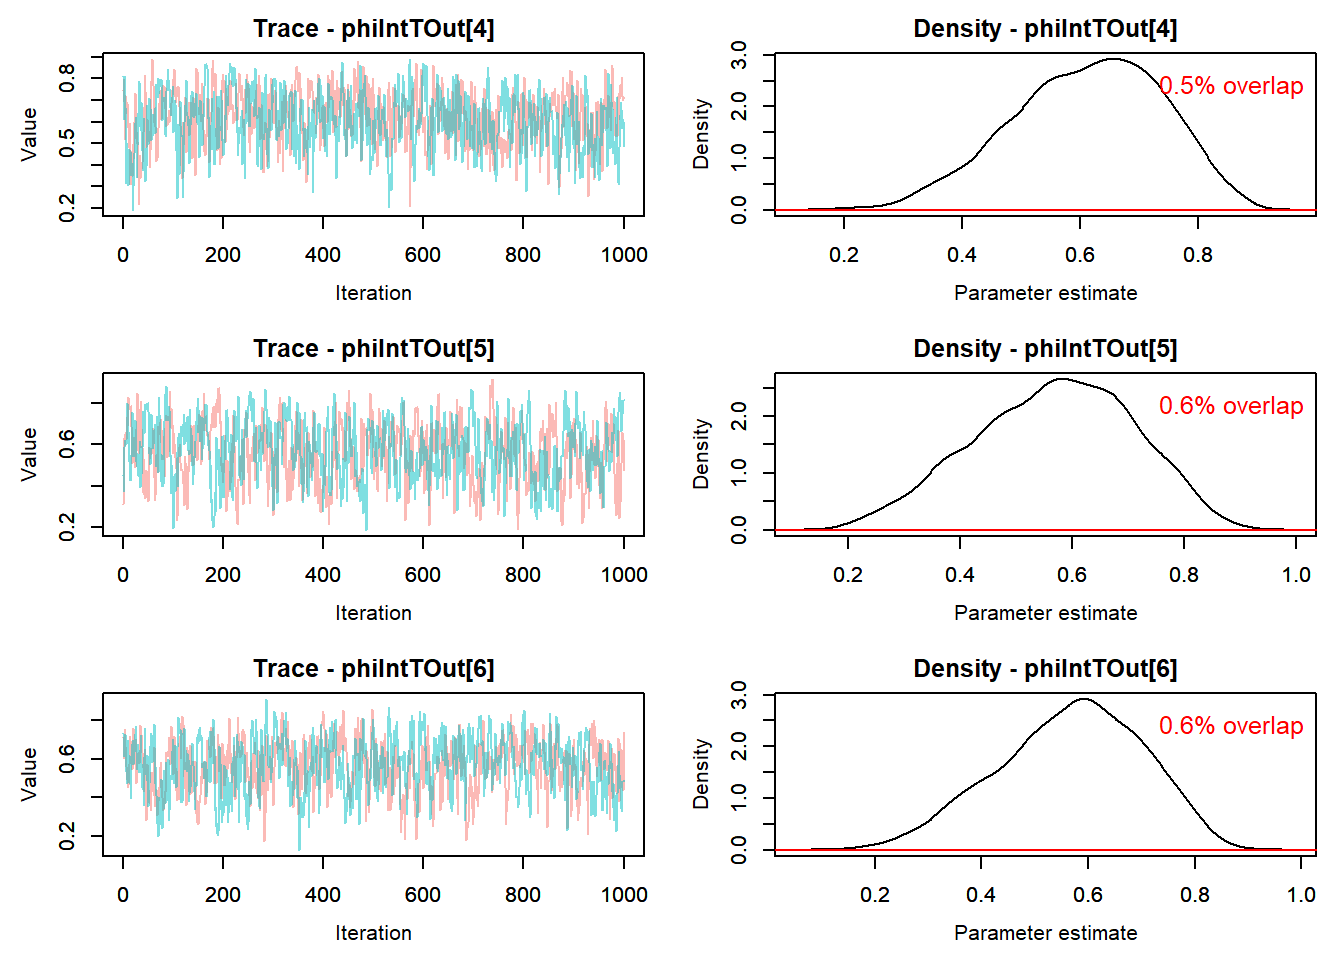 Trace - phiIntTOut[4]
Value
0.2 0.5 0.8
0 200 400 600 800 1000
Iteration
Density - phiIntTOut[4]
0.5% overlap
Density
0.0 1.0 2.0 3.0
0.2 0.4 0.6 0.8
Parameter estimate
Trace - phiIntTOut[5]
Value
0.2 0.6
0 200 400 600 800 1000
Iteration
Density - phiIntTOut[5]
0.6% overlap
Density
0.0 1.0 2.0
0.2 0.4 0.6 0.8 1.0
Parameter estimate
Trace - phiIntTOut[6]
Value
0.2 0.6
0 200 400 600 800 1000
Iteration
Density - phiIntTOut[6]
0.6% overlap
Density
0.0 1.0 2.0 3.0
0.2 0.4 0.6 0.8 1.0
Parameter estimate